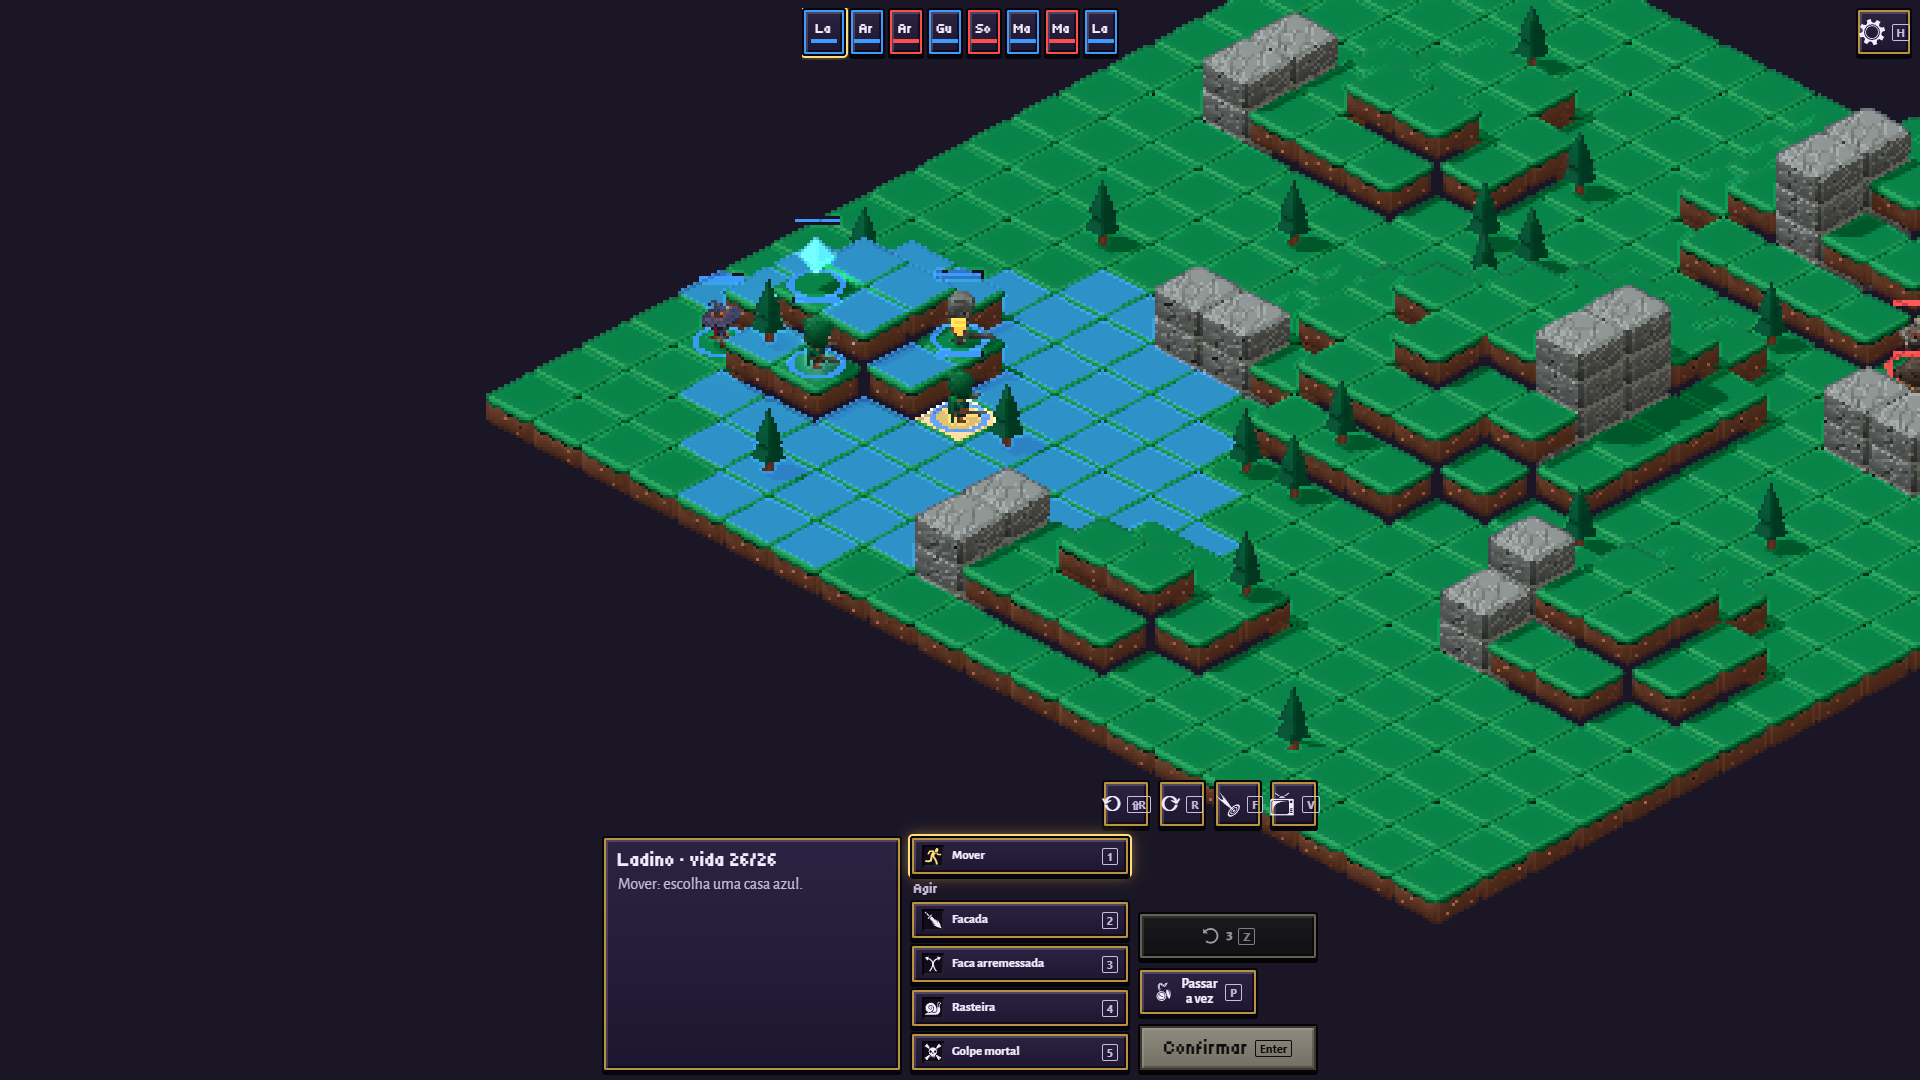 La Ar Ar Gu So Ma Ma La
H
R R F V
Ladino · vida 26/26
Mover: escolha uma casa azul.
Mover 1
Agir
Facada 2
Faca arremessada 3
Rasteira 4
Golpe mortal 5
3 Z
Passar
a vez P
Confirmar Enter